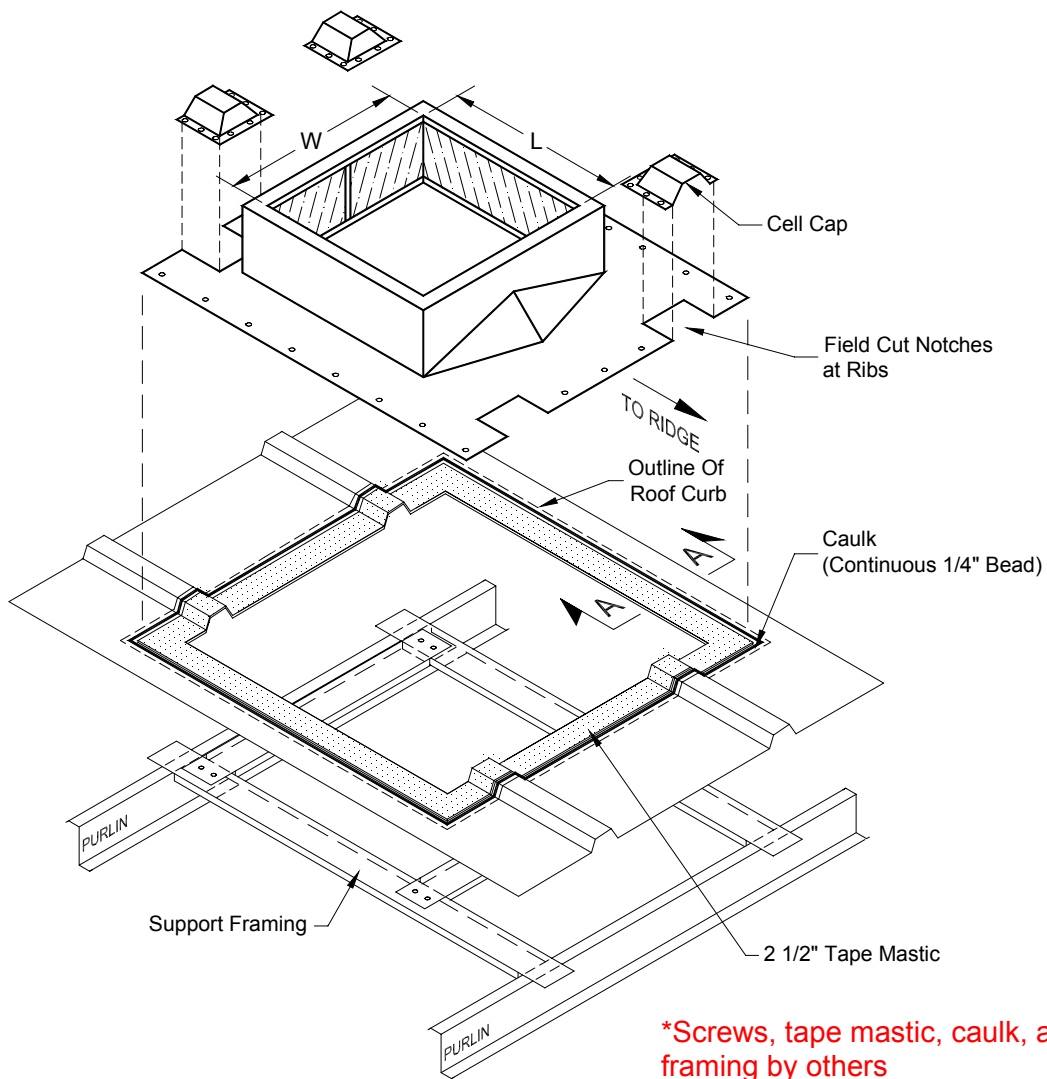 W
L
Cell Cap
Field Cut Notches
at Ribs
TO RIDGE
Outline Of
Roof Curb
A
Caulk
(Continuous 1/4" Bead)
A
PURLIN
Support Framing
2 1/2" Tape Mastic
PURLIN
*Screws, tape mastic, caulk, a
framing by others